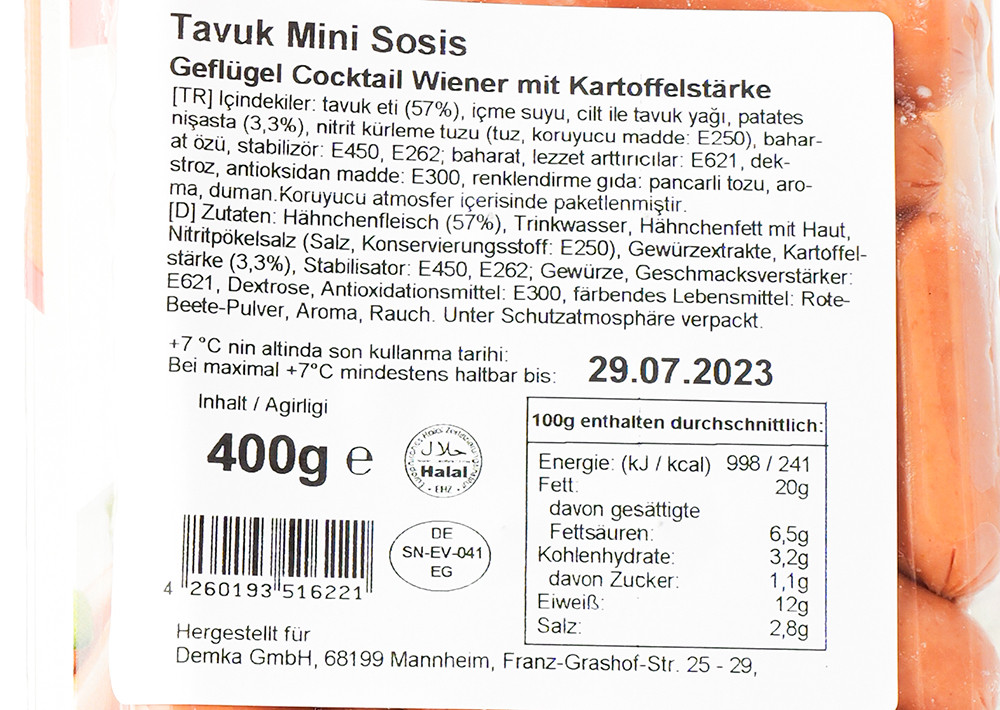 Tavuk Mini Sosis
Geflügel Cocktail Wiener mit Kartoffelstärke
[TR] Içindekiler: tavuk eti (57%), içme suyu, cilt ile tavuk yağı, patates
nişasta (3,3%), nitrit kürleme tuzu (tuz, koruyucu madde: E250), bahar-
at özü, stabilizör: E450, E262; baharat, lezzet arttırıcılar: E621, dek-
stroz, antioksidan madde: E300, renklendirme gıda: pancarli tozu, aro-
ma, duman.Koruyucu atmosfer içerisinde paketlenmiştir.
[D] Zutaten: Hähnchenfleisch (57%), Trinkwasser, Hähnchenfett mit Haut,
Nitritpökelsalz (Salz, Konservierungsstoff: E250), Gewürzextrakte, Kartoffel-
stärke (3,3%), Stabilisator: E450, E262; Gewürze, Geschmacksverstärker:
E621, Dextrose, Antioxidationsmittel: E300, färbendes Lebensmittel: Rote-
Beete-Pulver, Aroma, Rauch. Unter Schutzatmosphäre verpackt.
+7 °C nin altinda son kullanma tarihi:
Bei maximal +7°C mindestens haltbar bis: 29.07.2023
Inhalt / Agirligi
400g e
حلال
Halal
- EHZ -
DE
SN-EV-041
EG
4 260193 516221
100g enthalten durchschnittlich:
Energie: (kJ / kcal) 998 / 241
Fett: 20g
davon gesättigte
Fettsäuren: 6,5g
Kohlenhydrate: 3,2g
davon Zucker: 1,1g
Eiweiß: 12g
Salz: 2,8g
Hergestellt für
Demka GmbH, 68199 Mannheim, Franz-Grashof-Str. 25 - 29,